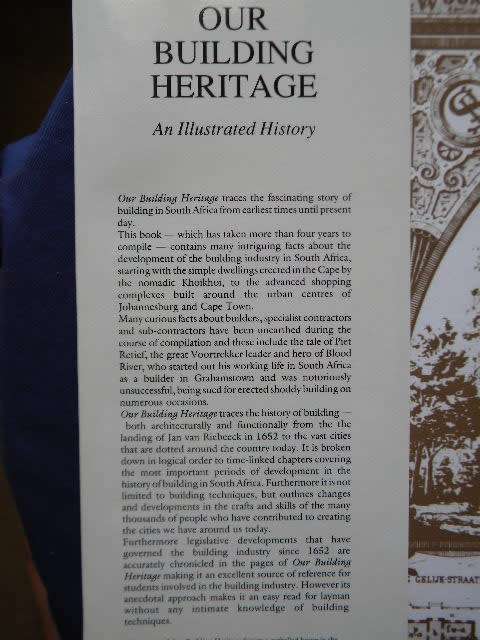 OUR
BUILDING
HERITAGE
An Illustrated History
Our Building Heritage traces the fascinating story of
building in South Africa from earliest times until present
day.
This book — which has taken more than four years to
compile — contains many intriguing facts about the
development of the building industry in South Africa,
starting with the simple dwellings erected in the Cape by
the nomadic Khoikhoi, to the advanced shopping
complexes built around the urban centres of
Johannesburg and Cape Town.
Many curious facts about builders, specialist contractors
and sub-contractors have been unearthed during the
course of compilation and these include the tale of Piet
Retief, the great Voortrekker leader and hero of Blood
River, who started out his working life in South Africa
as a builder in Grahamstown and was notoriously
unsuccessful, being sued for erected shoddy building on
numerous occasions.
Our Building Heritage traces the history of building —
both architecturally and functionally from the the
landing of Jan van Riebeeck in 1652 to the vast cities
that are dotted around the country today. It is broken
down in logical order to time-linked chapters covering
the most important periods of development in the
history of building in South Africa. Furthermore it is not
limited to building techniques, but outlines changes
and developments in the crafts and skills of the many
thousands of people who have contributed to creating
the cities we have around us today.
Furthermore legislative developments that have
governed the building industry since 1652 are
accurately chronicled in the pages of Our Building
Heritage making it an excellent source of reference for
students involved in the building industry. However its
anecdotal approach makes it an easy read for layman
without any intimate knowledge of building
techniques.
GELIJK-STRAAT